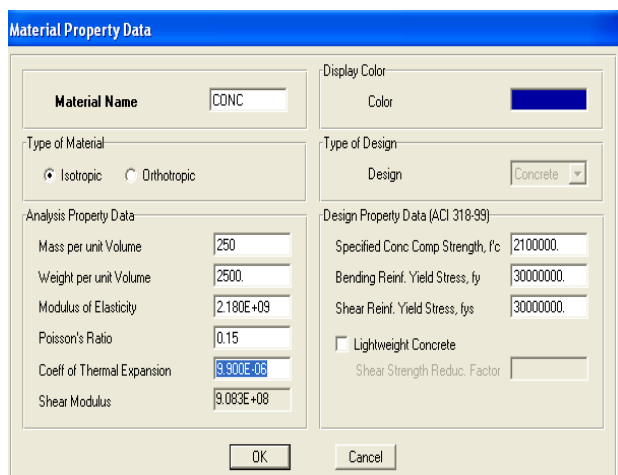 Material Property Data
Material Name
CONC
Display Color
Color
Type of Material
Isotropic
Orthotropic
Type of Design
Design
Concrete
Analysis Property Data
Mass per unit Volume
250
Weight per unit Volume
2500.
Modulus of Elasticity
2.180E+09
Poisson's Ratio
0.15
Coeff of Thermal Expansion
9.900E-06
Shear Modulus
9.083E+08
Design Property Data (ACI 318-99)
Specified Conc Comp Strength, f'c
2100000.
Bending Reinf. Yield Stress, fy
30000000.
Shear Reinf. Yield Stress, fys
30000000.
Lightweight Concrete
Shear Strength Reduc. Factor
OK
Cancel